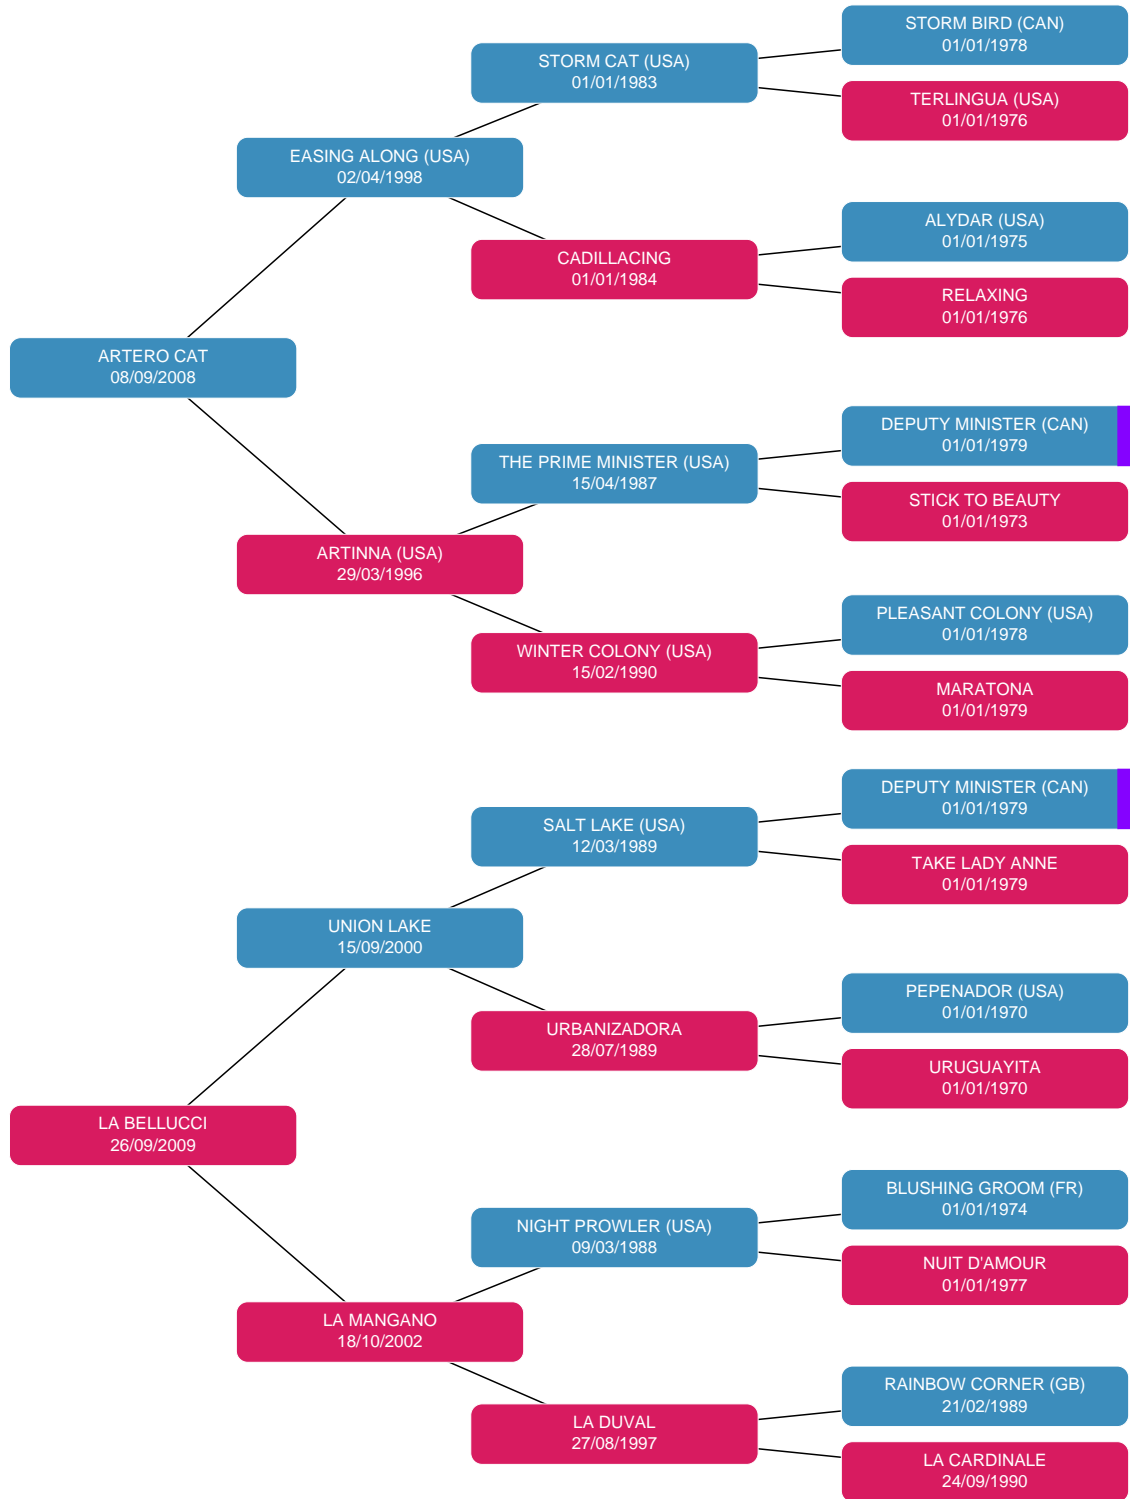 STORM BIRD (CAN)
01/01/1978
STORM CAT (USA)
01/01/1983
TERLINGUA (USA)
01/01/1976
EASING ALONG (USA)
02/04/1998
ALYDAR (USA)
01/01/1975
CADILLACING
01/01/1984
RELAXING
01/01/1976
ARTERO CAT
08/09/2008
DEPUTY MINISTER (CAN)
01/01/1979
THE PRIME MINISTER (USA)
15/04/1987
STICK TO BEAUTY
01/01/1973
ARTINNA (USA)
29/03/1996
PLEASANT COLONY (USA)
01/01/1978
WINTER COLONY (USA)
15/02/1990
MARATONA
01/01/1979
DEPUTY MINISTER (CAN)
01/01/1979
SALT LAKE (USA)
12/03/1989
TAKE LADY ANNE
01/01/1979
UNION LAKE
15/09/2000
PEPENADOR (USA)
01/01/1970
URBANIZADORA
28/07/1989
URUGUAYITA
01/01/1970
LA BELLUCCI
26/09/2009
BLUSHING GROOM (FR)
01/01/1974
NIGHT PROWLER (USA)
09/03/1988
NUIT D'AMOUR
01/01/1977
LA MANGANO
18/10/2002
RAINBOW CORNER (GB)
21/02/1989
LA DUVAL
27/08/1997
LA CARDINALE
24/09/1990